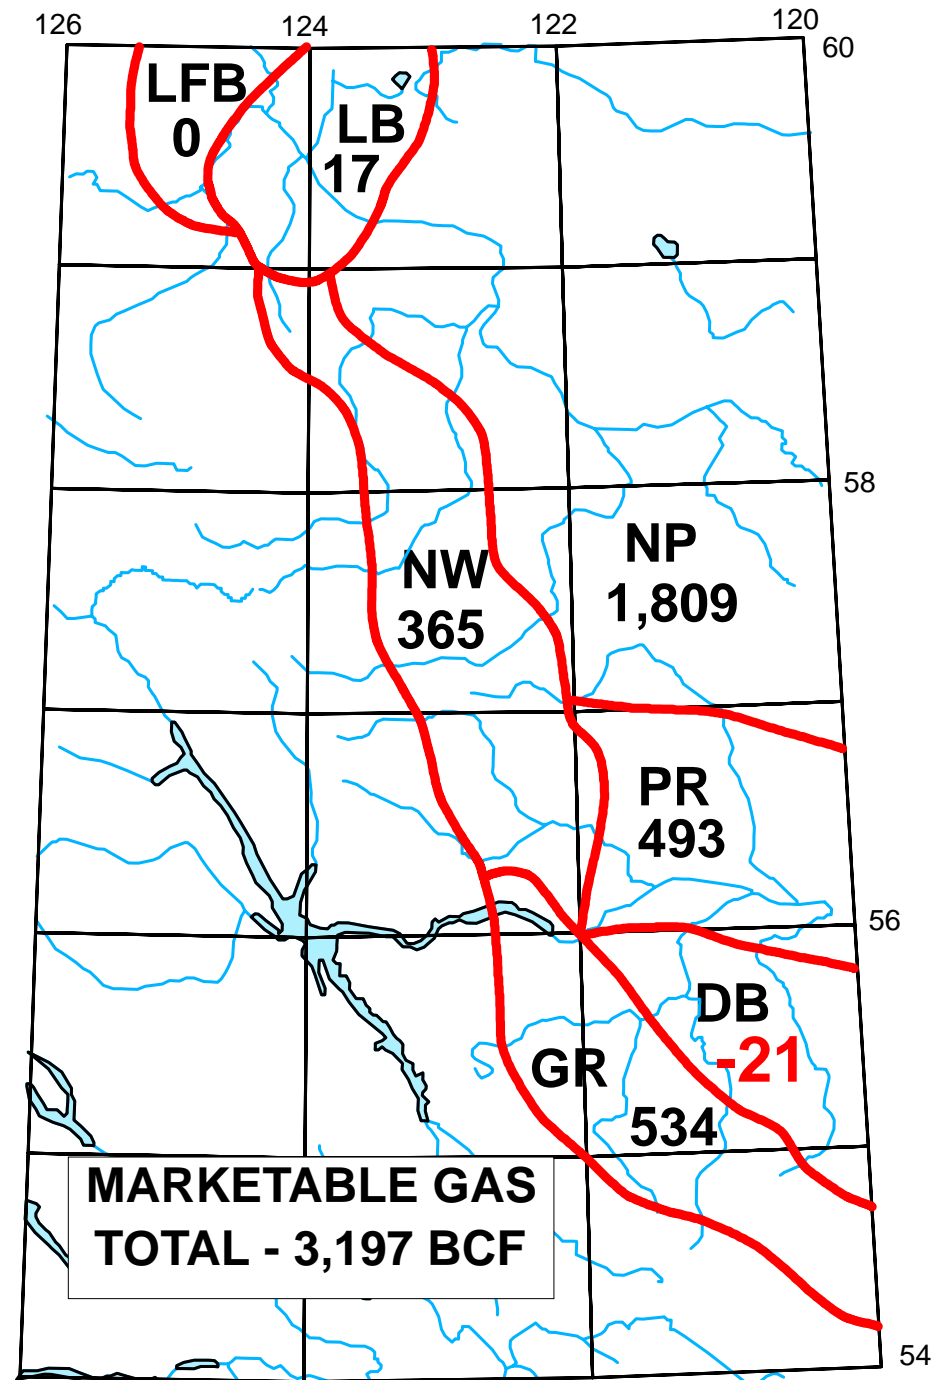 126
124
122
120
60
LFB
0
LB
17
58
NW
365
NP
1,809
PR
493
56
DB
-21
GR
534
MARKETABLE GAS
TOTAL - 3,197 BCF
54